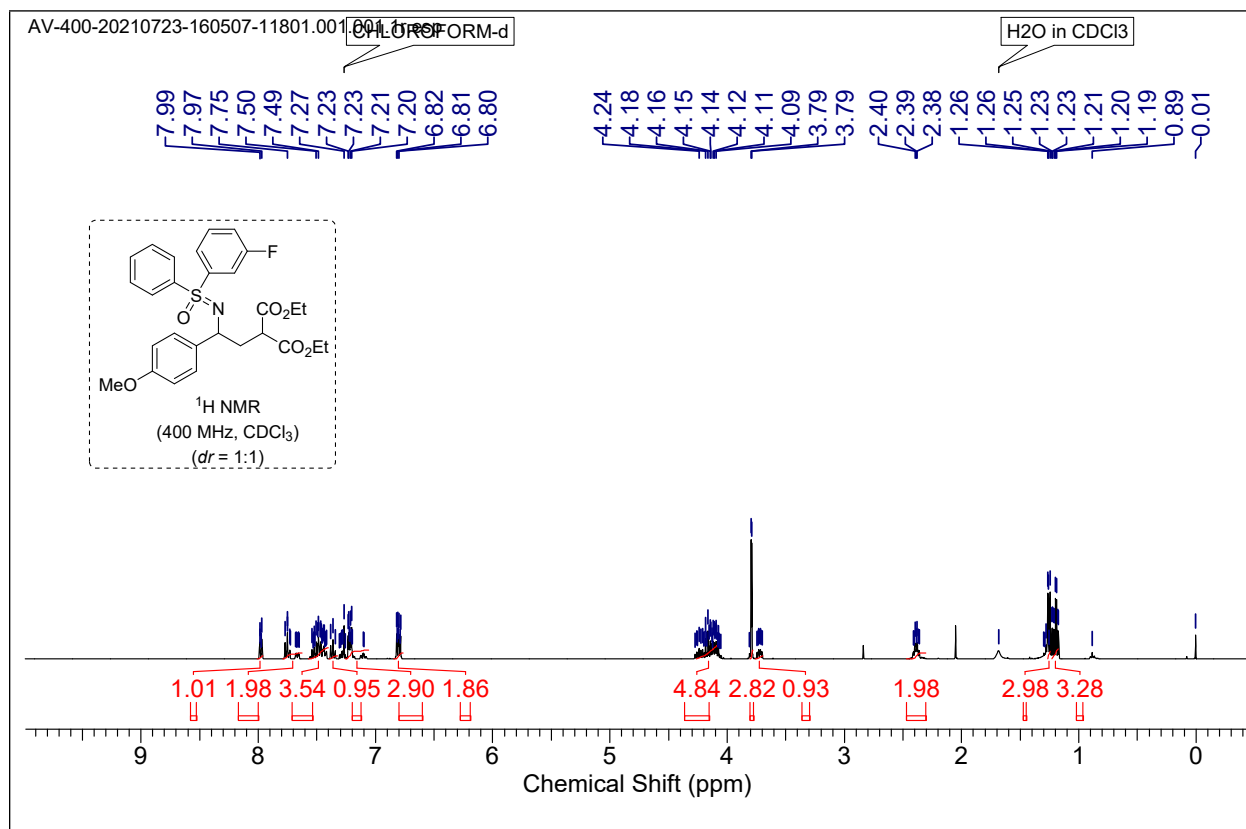 AV-400-20210723-160507-11801.001.001.1r.esp
CHLOROFORM-d
H2O in CDCl3
7.99 7.97 7.75 7.50 7.49 7.27 7.23 7.23 7.21 7.20 6.82 6.81 6.80 4.24 4.18 4.16 4.15 4.14 4.12 4.11 4.09 3.79 3.79 2.40 2.39 2.38 1.26 1.26 1.25 1.23 1.23 1.21 1.20 1.19 0.89 0.01
F
S N
O
CO2Et
CO2Et
MeO
1H NMR
(400 MHz, CDCl3)
(dr = 1:1)
1.01 1.98 3.54 0.95 2.90 1.86 4.84 2.82 0.93 1.98 2.98 3.28
9 8 7 6 5 4 3 2 1 0
Chemical Shift (ppm)